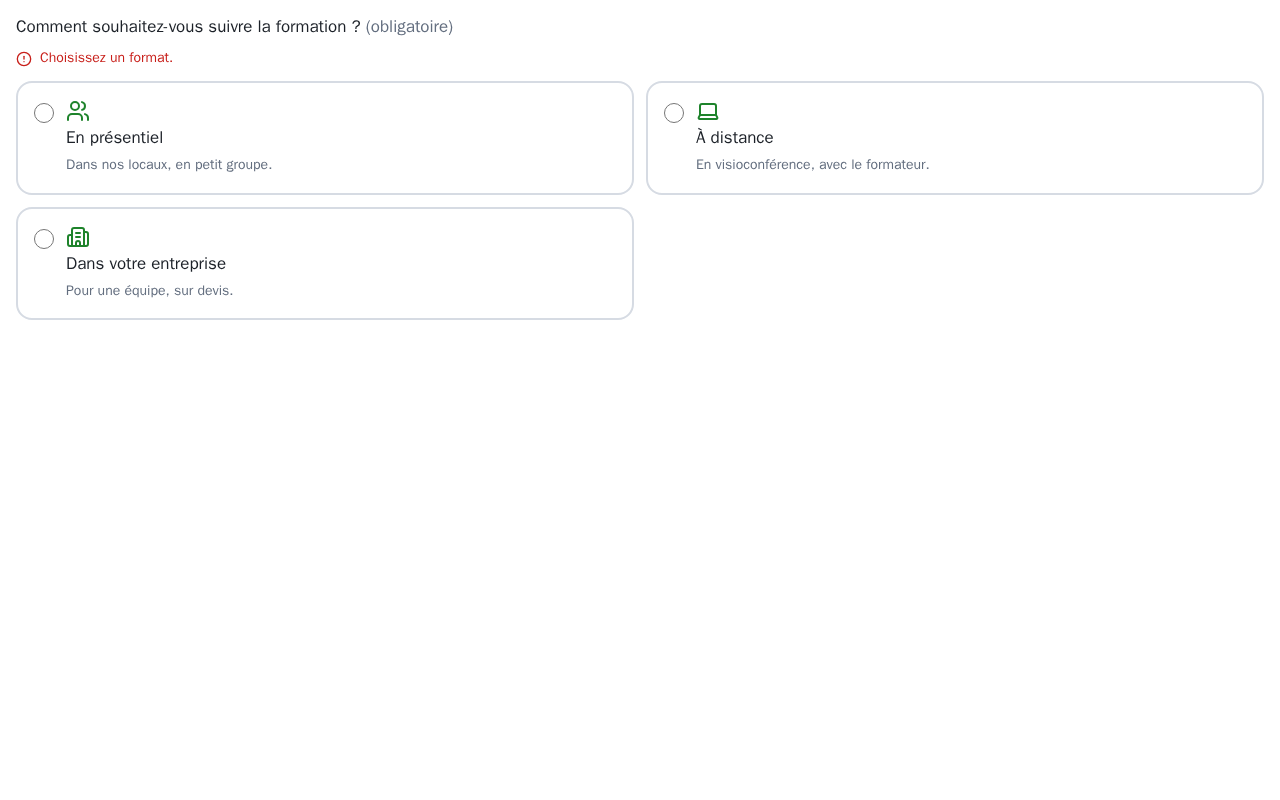 Comment souhaitez-vous suivre la formation ? (obligatoire)
Choisissez un format.
En présentiel
Dans nos locaux, en petit groupe.
À distance
En visioconférence, avec le formateur.
Dans votre entreprise
Pour une équipe, sur devis.